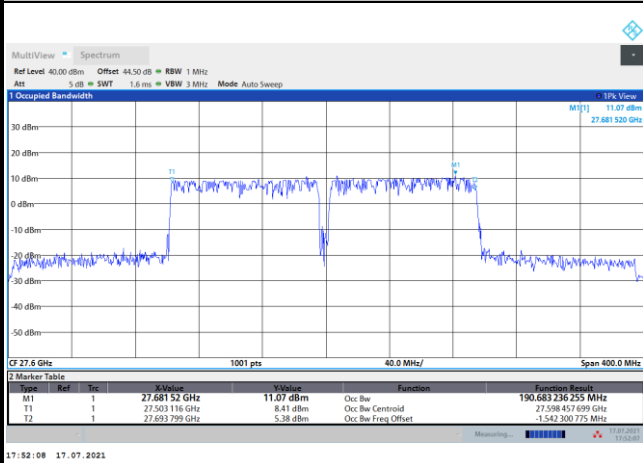 MultiView Spectrum
Ref Level 40.00 dBm Offset 44.50 dB RBW 1 MHz
Att 5 dB SWT 1.6 ms VBW 3 MHz Mode Auto Sweep
1 Occupied Bandwidth 1Pk View
M1[1] 11.07 dBm
27.681 520 GHz
30 dBm
20 dBm
M1
T1
10 dBm
0 dBm
-10 dBm
-20 dBm
-30 dBm
-40 dBm
-50 dBm
CF 27.6 GHz 1001 pts 40.0 MHz/ Span 400.0 MHz
2 Marker Table
Type Ref Trc X-Value Y-Value Function Function Result
M1 1 27.681 52 GHz 11.07 dBm Occ Bw 190.683 236 255 MHz
T1 1 27.503 116 GHz 8.41 dBm Occ Bw Centroid 27.598 457 699 GHz
T2 1 27.693 799 GHz 5.38 dBm Occ Bw Freq Offset -1.542 300 775 MHz
Measuring... 17.07.2021
17:52:07
17:52:08 17.07.2021